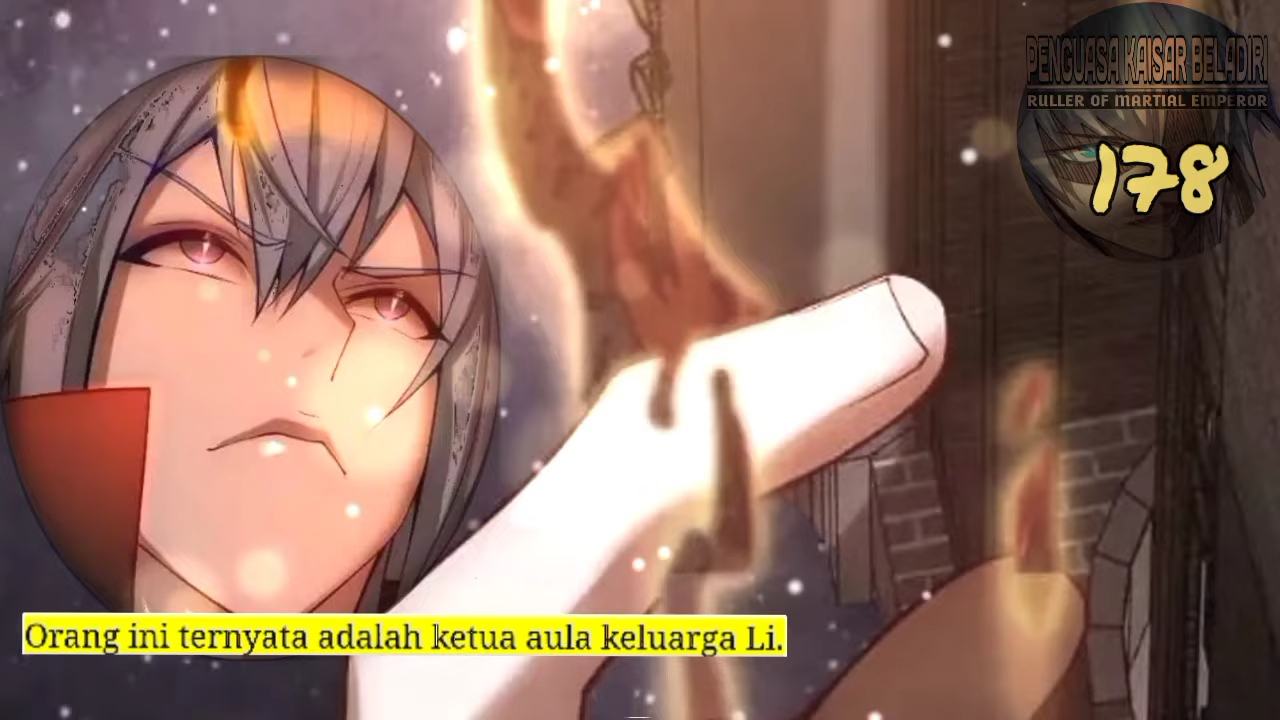 PENGUASA KAISAR BELADIRI
RULLER OF MARTIAL EMPEROR
178
Orang ini ternyata adalah ketua aula keluarga Li.